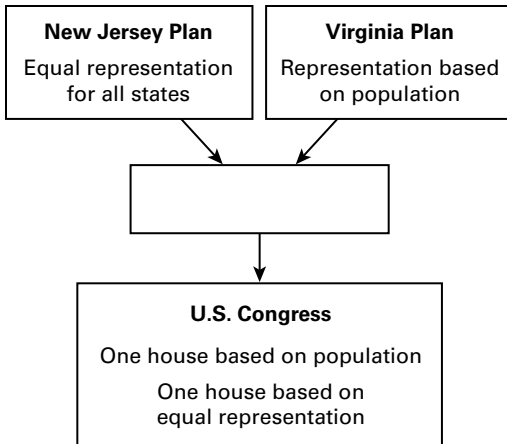 New Jersey Plan
Equal representation
for all states
Virginia Plan
Representation based
on population
U.S. Congress
One house based on population
One house based on
equal representation